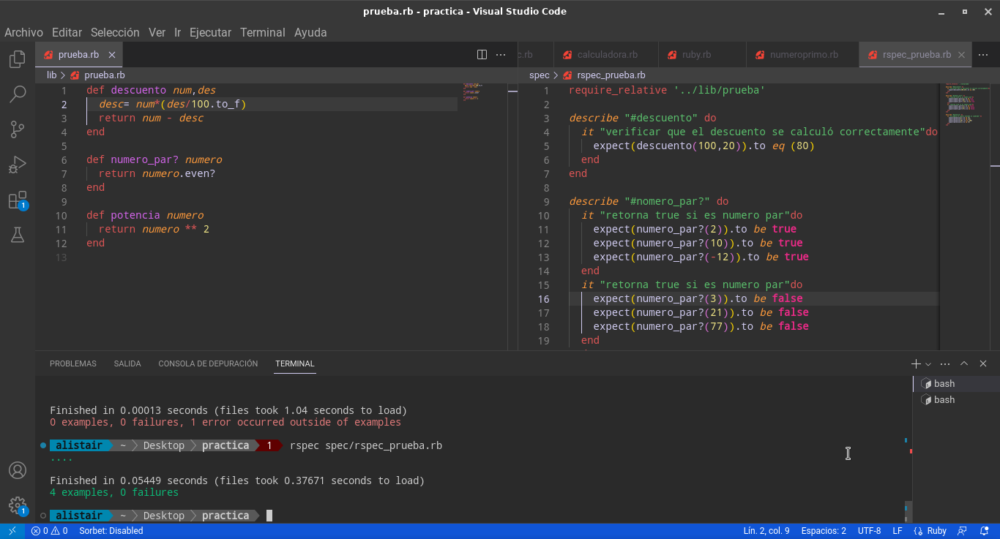 prueba.rb - practica - Visual Studio Code
Archivo Editar Selección Ver Ir Ejecutar Terminal Ayuda
prueba.rb
c.rb calculadora.rb ruby.rb numeroprimo.rb rspec_prueba.rb
lib > prueba.rb
spec > rspec_prueba.rb
1 def descuento num,des
2 desc= num*(des/100.to_f)
3 return num - desc
4 end
5
6 def numero_par? numero
7 return numero.even?
8 end
9
10 def potencia numero
11 return numero ** 2
12 end
13
1 require_relative '../lib/prueba'
2
3 describe "#descuento" do
4 it "verificar que el descuento se calculó correctamente"do
5 expect(descuento(100,20)).to eq (80)
6 end
7 end
8
9 describe "#nomero_par?" do
10 it "retorna true si es numero par"do
11 expect(numero_par?(2)).to be true
12 expect(numero_par?(10)).to be true
13 expect(numero_par?(-12)).to be true
14 end
15 it "retorna true si es numero par"do
16 expect(numero_par?(3)).to be false
17 expect(numero_par?(21)).to be false
18 expect(numero_par?(77)).to be false
19 end
PROBLEMAS SALIDA CONSOLA DE DEPURACIÓN TERMINAL
Finished in 0.00013 seconds (files took 1.04 seconds to load)
0 examples, 0 failures, 1 error occurred outside of examples
alistair ~ Desktop practica 1 rspec spec/rspec_prueba.rb
....
Finished in 0.05449 seconds (files took 0.37671 seconds to load)
4 examples, 0 failures
alistair ~ Desktop practica
bash
bash
1
1
0 0 Sorbet: Disabled Lín. 2, col. 9 Espacios: 2 UTF-8 LF Ruby